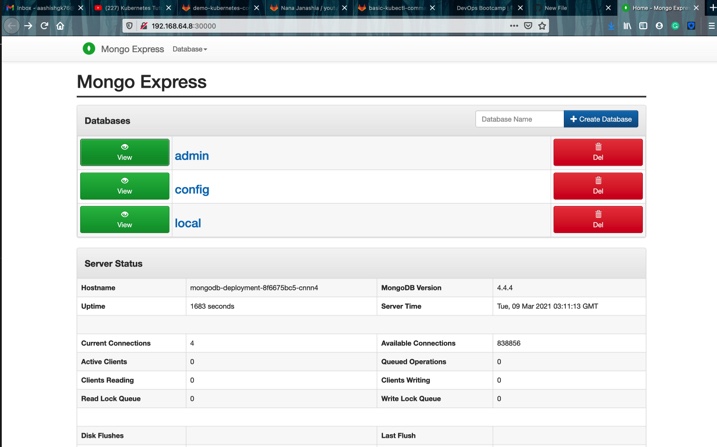 Inbox - aashishgk76
(227) Kubernetes Tut
demo-kubernetes-co
Nana Janashia / yout
basic-kubectl-comm
DevOps Bootcamp /
New File
Home - Mongo Expre
192.168.64.8:30000
Mongo Express
Database
Mongo Express
Databases
Database Name
Create Database
View
admin
Del
View
config
Del
View
local
Del
Server Status
Hostname mongodb-deployment-8f6675bc5-cnnn4 MongoDB Version 4.4.4
Uptime 1683 seconds Server Time Tue, 09 Mar 2021 03:11:13 GMT
Current Connections 4 Available Connections 838856
Active Clients 0 Queued Operations 0
Clients Reading 0 Clients Writing 0
Read Lock Queue 0 Write Lock Queue 0
Disk Flushes Last Flush